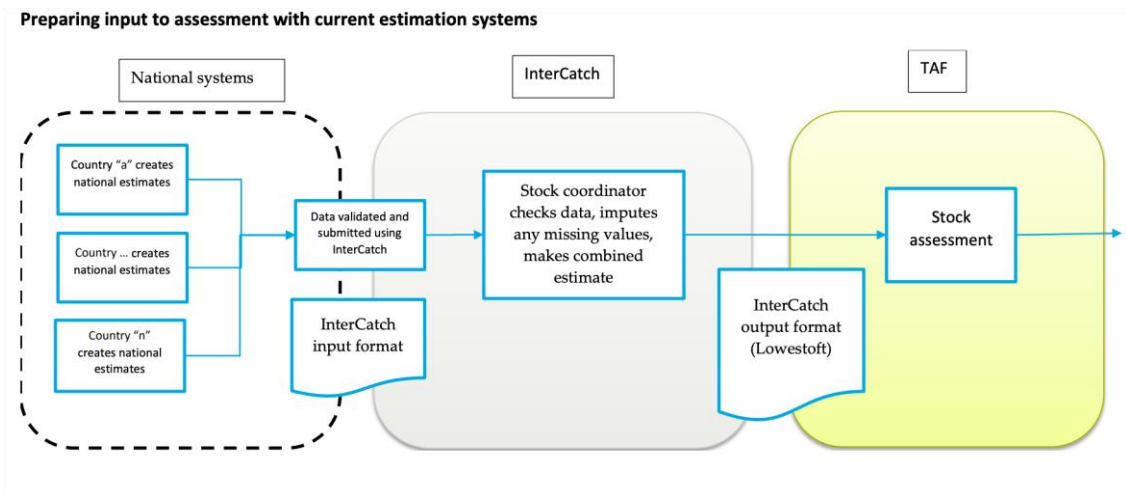 Preparing input to assessment with current estimation systems
National systems
InterCatch
TAF
Country "a" creates
national estimates
Country ... creates
national estimates
Country "n"
creates national
estimates
Data validated and
submitted using
InterCatch
InterCatch
input format
Stock coordinator
checks data, imputes
any missing values,
makes combined
estimate
InterCatch
output format
(Lowestoft)
Stock
assessment